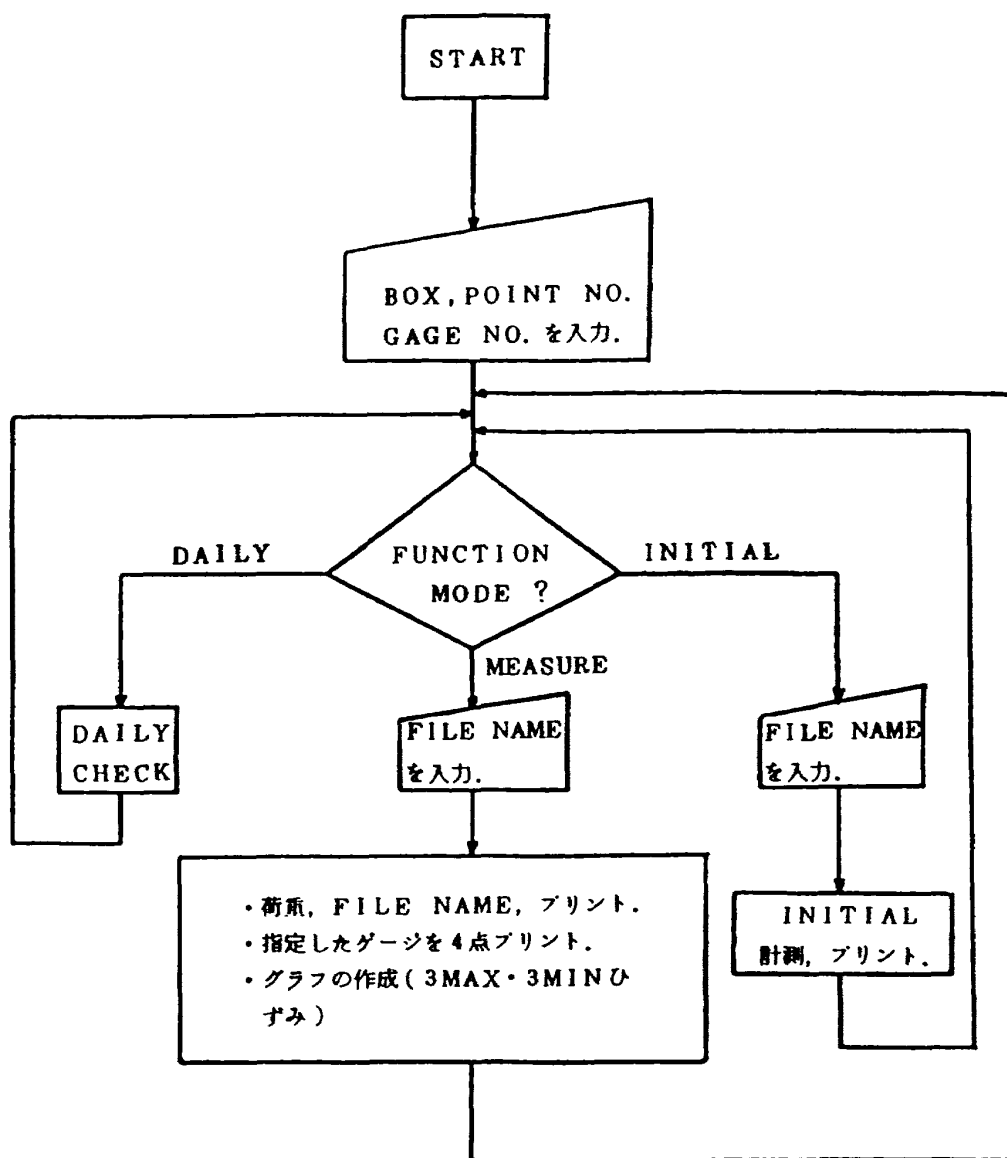 START
BOX, POINT NO.
GAGE NO. を入力.
DAILY
FUNCTION
MODE ?
INITIAL
MEASURE
DAILY
CHECK
FILE NAME
を入力.
FILE NAME
を入力.
・荷重, FILE NAME, プリント.
・指定したゲージを4点プリント.
・グラフの作成(3MAX・3MINひ
ずみ)
INITIAL
計測, プリント.